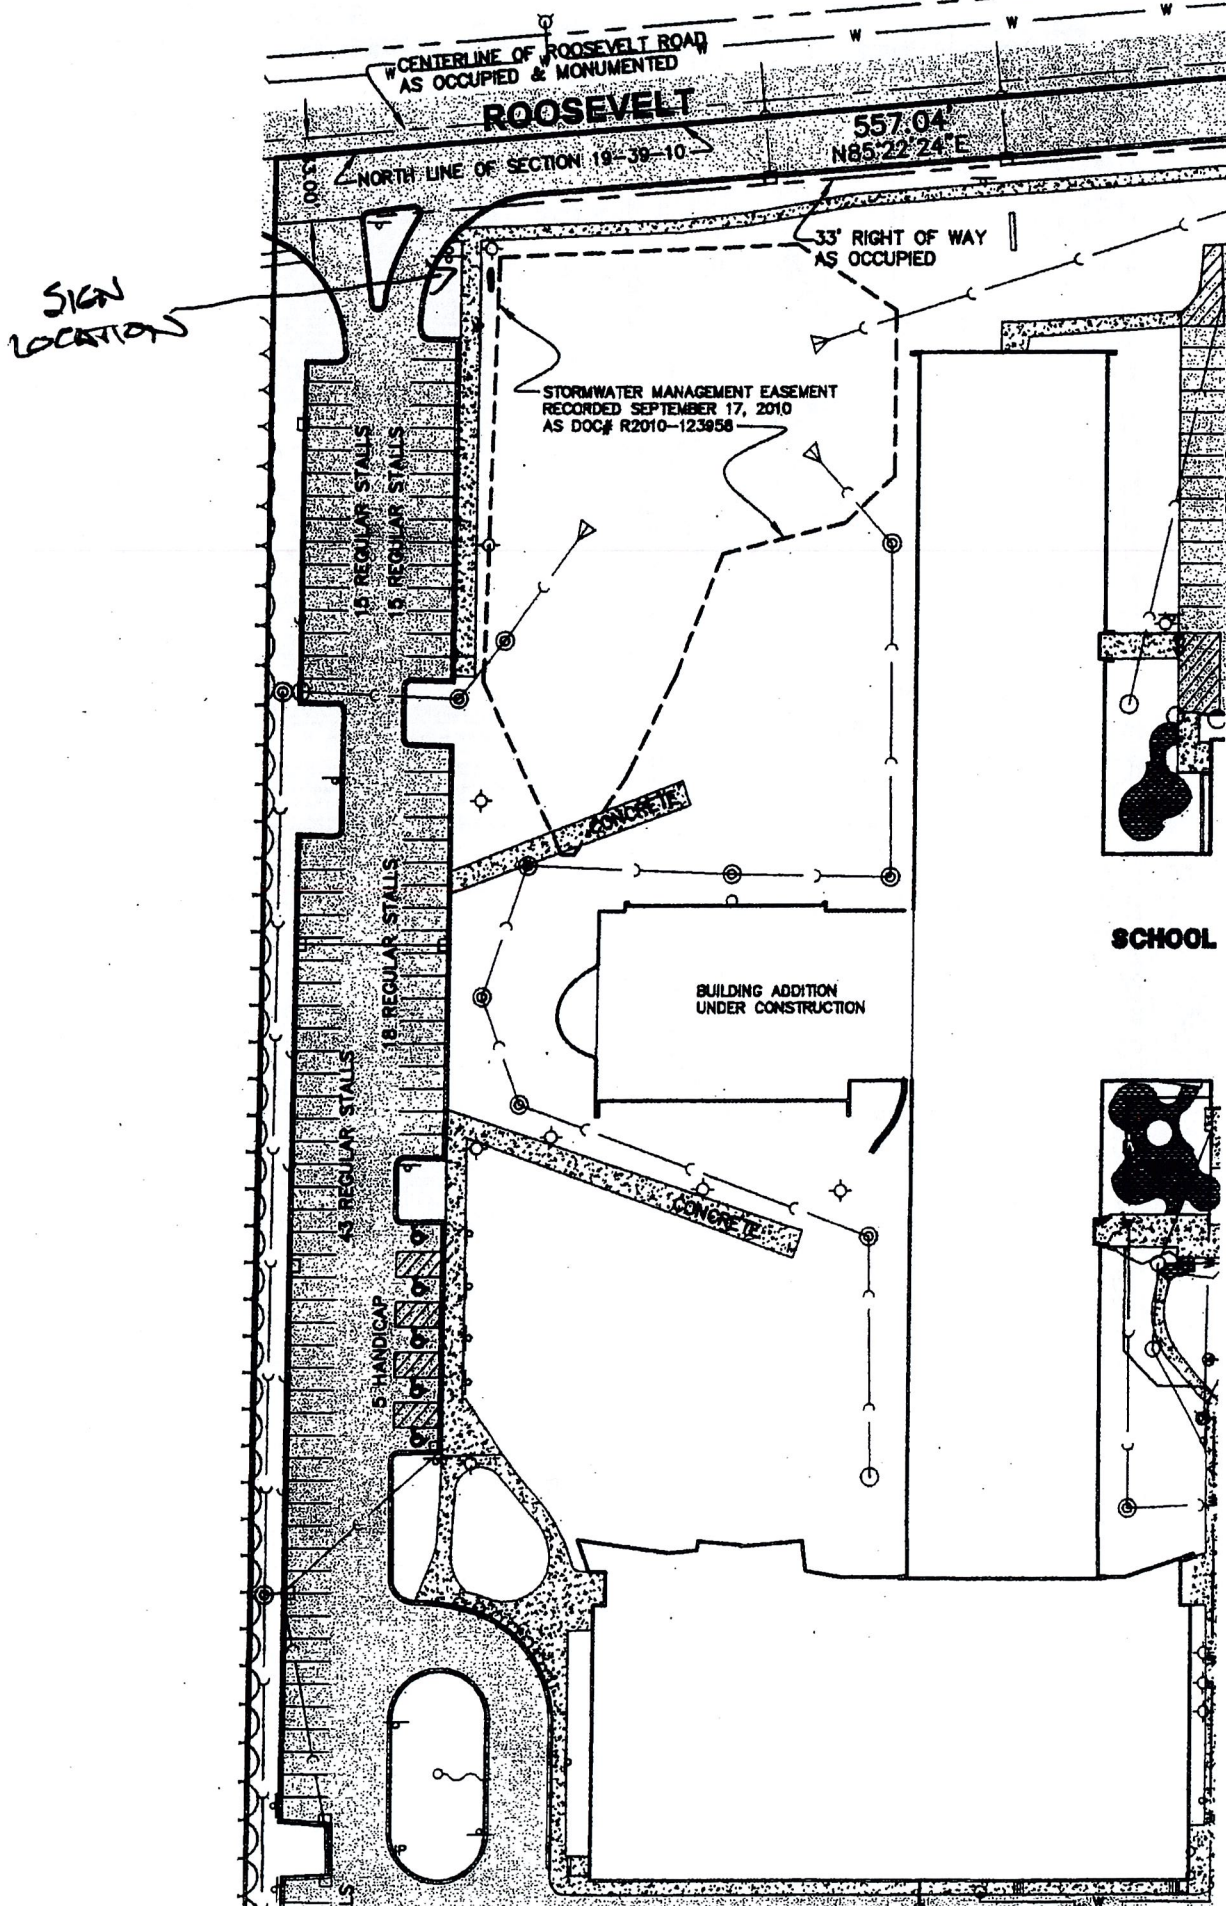 CENTERLINE OF ROOSEVELT ROAD
AS OCCUPIED & MONUMENTED
W
W
W
W
W
ROOSEVELT
557.04'
N85°22'24"E
NORTH LINE OF SECTION 19-39-10
33' RIGHT OF WAY
AS OCCUPIED
SIGN
LOCATION
STORMWATER MANAGEMENT EASEMENT
RECORDED SEPTEMBER 17, 2010
AS DOC# R2010-123958
15 REGULAR STALLS
15 REGULAR STALLS
CONCRETE
18 REGULAR STALLS
SCHOOL
BUILDING ADDITION
UNDER CONSTRUCTION
43 REGULAR STALLS
CONCRETE
5 HANDICAP
LS